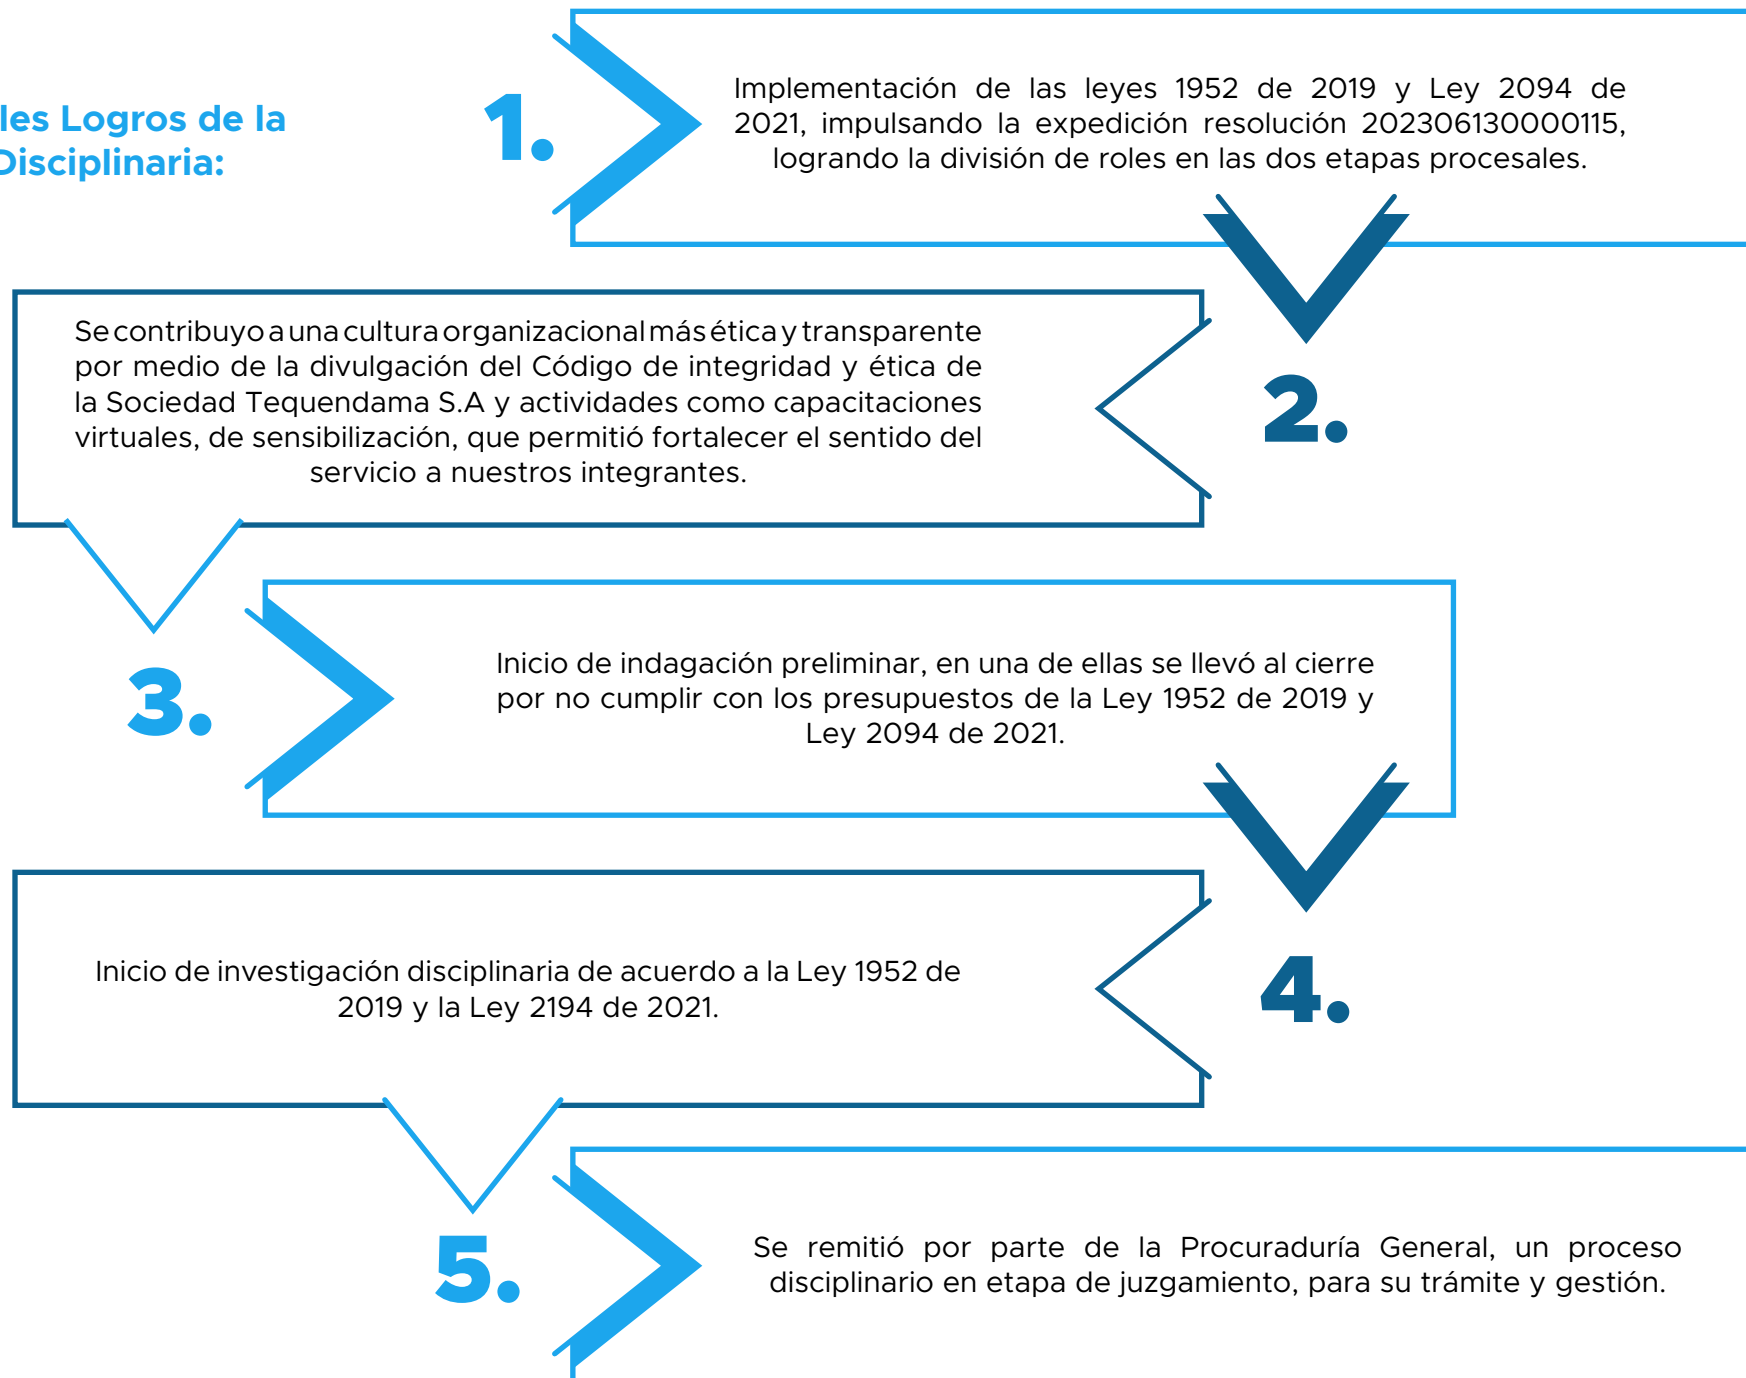 les Logros de la
Disciplinaria:
1.
Implementación de las leyes 1952 de 2019 y Ley 2094 de
2021, impulsando la expedición resolución 202306130000115,
logrando la división de roles en las dos etapas procesales.
Se contribuyo a una cultura organizacional más ética y transparente
por medio de la divulgación del Código de integridad y ética de
la Sociedad Tequendama S.A y actividades como capacitaciones
virtuales, de sensibilización, que permitió fortalecer el sentido del
servicio a nuestros integrantes.
2.
3.
Inicio de indagación preliminar, en una de ellas se llevó al cierre
por no cumplir con los presupuestos de la Ley 1952 de 2019 y
Ley 2094 de 2021.
Inicio de investigación disciplinaria de acuerdo a la Ley 1952 de
2019 y la Ley 2194 de 2021.
4.
5.
Se remitió por parte de la Procuraduría General, un proceso
disciplinario en etapa de juzgamiento, para su trámite y gestión.